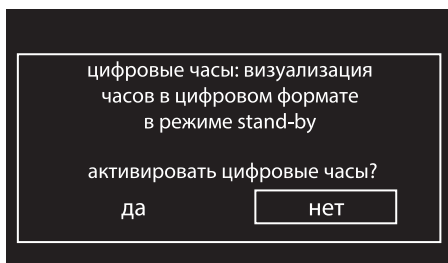 цифровые часы: визуализация
часов в цифровом формате
в режиме stand-by
активировать цифровые часы?
да нет